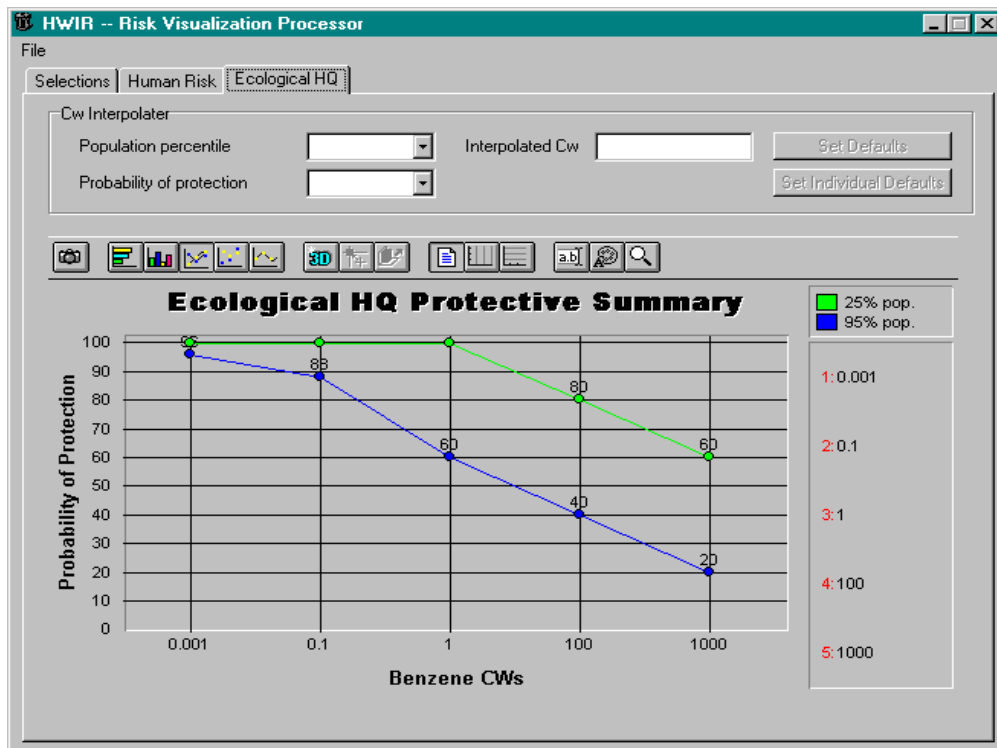 HWIR -- Risk Visualization Processor
File
Selections Human Risk Ecological HQ
Cw Interpolater
Population percentile Interpolated Cw Set Defaults
Probability of protection Set Individual Defaults
3D a.b
Ecological HQ Protective Summary
25% pop.
95% pop.
Probability of Protection
100
90
80
70
60
50
40
30
20
10
0
88
60
40
20
80
60
0.001 0.1 1 100 1000
Benzene CWs
1:0.001
2:0.1
3:1
4:100
5:1000